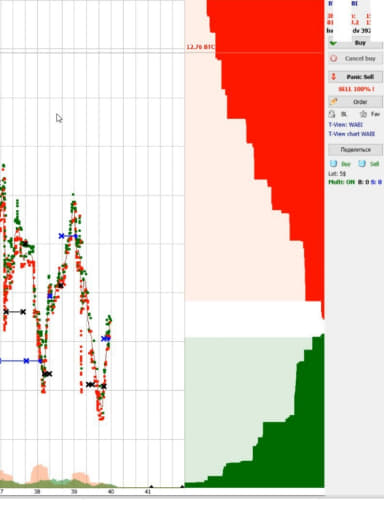 12.76 BTC
Buy
Cancel buy
Panic Sell
SELL 100% !
Order
BL Fav
T-View: WABI
T-View chart WABI
Поделиться
Buy Sell
Lot: 5$
Multi: ON B: 0 S: 0
37 38 39 40 41